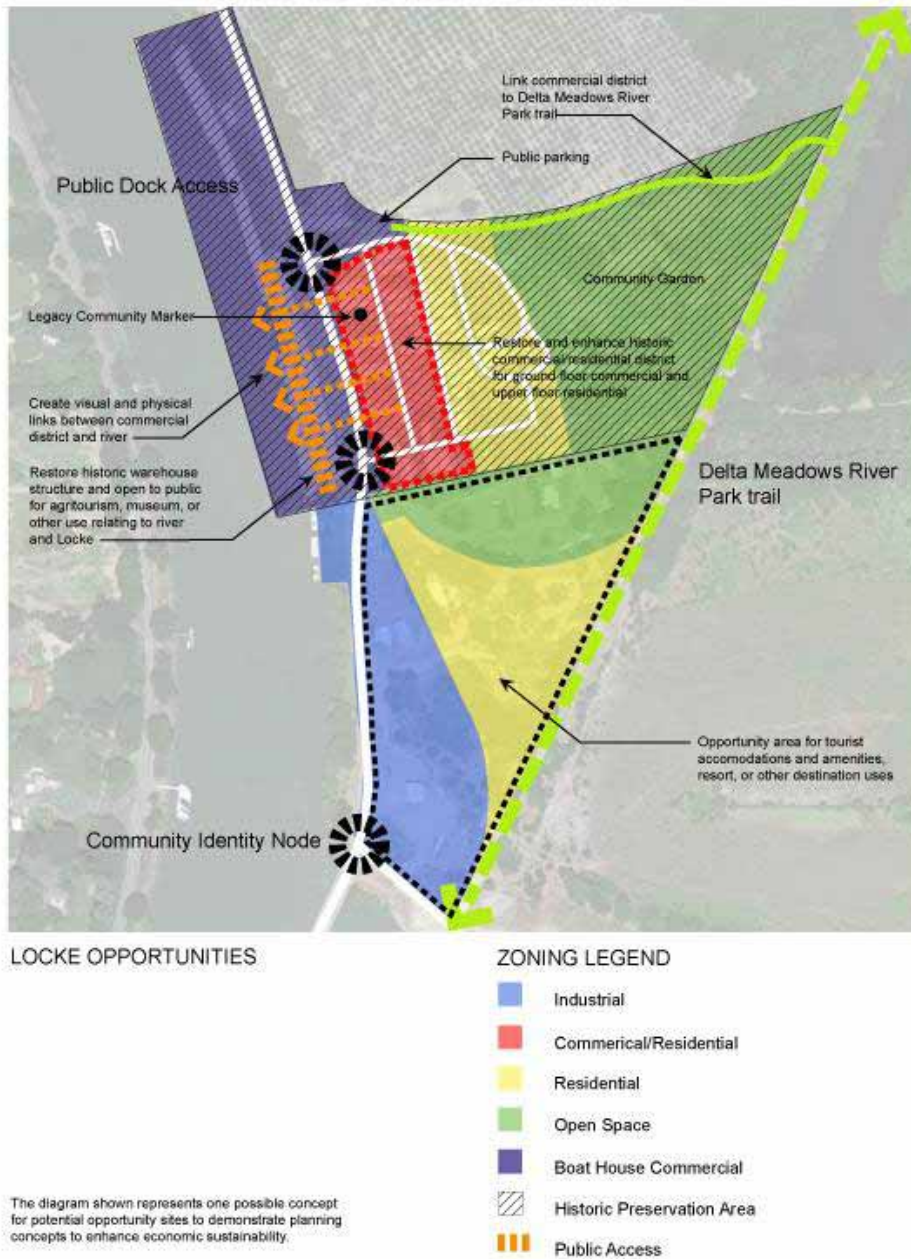 Link commercial district
to Delta Meadows River
Park trail
Public parking
Public Dock Access
Community Garden
Legacy Community Marker
Restore and enhance historic
commercial/residential district
for ground floor commercial and
upper floor residential
Create visual and physical
links between commercial
district and river
Restore historic warehouse
structure and open to public
for agritourism, museum, or
other use relating to river
and Locke
Delta Meadows River
Park trail
Opportunity area for tourist
accomodations and amenities,
resort, or other destination uses
Community Identity Node
LOCKE OPPORTUNITIES
ZONING LEGEND
Industrial
Commerical/Residential
Residential
Open Space
Boat House Commercial
Historic Preservation Area
Public Access
The diagram shown represents one possible concept
for potential opportunity sites to demonstrate planning
concepts to enhance economic sustainability.